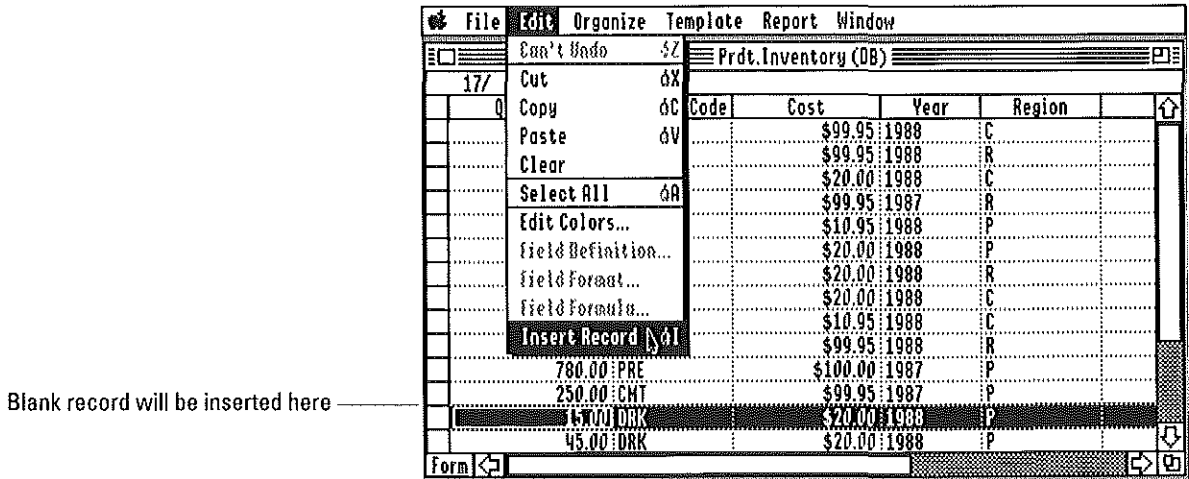 File Edit Organize Template Report Window
Can't Undo Z
Prdt.Inventory (DB)
17/
Cut X
Copy C
Paste V
Clear
Select All A
Edit Colors...
Field Definition...
Field Format...
Field Formula...
Insert Record I
Q Code Cost Year Region
$99.95 1988 C
$99.95 1988 R
$20.00 1988 C
$99.95 1987 R
$10.95 1988 P
$20.00 1988 P
$20.00 1988 R
$20.00 1988 C
$10.95 1988 C
$99.95 1988 R
780.00 PRE $100.00 1987 P
250.00 CMT $99.95 1987 P
Blank record will be inserted here
15.00 DRK $20.00 1988 P
45.00 DRK $20.00 1988 P
Form